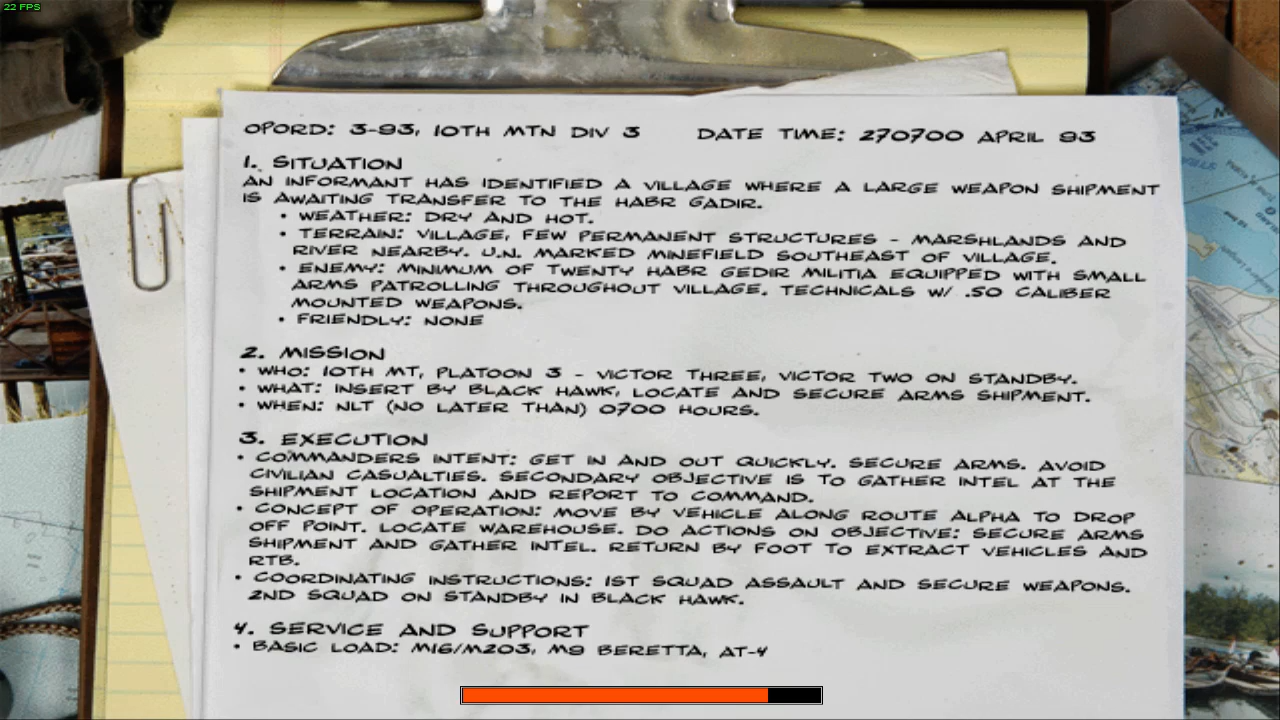 22 FPS
OPORD: 3-93, 10TH MTN DIV 3 DATE TIME: 270700 APRIL 93
1. SITUATION
AN INFORMANT HAS IDENTIFIED A VILLAGE WHERE A LARGE WEAPON SHIPMENT
IS AWAITING TRANSFER TO THE HABR GADIR.
• WEATHER: DRY AND HOT.
• TERRAIN: VILLAGE, FEW PERMANENT STRUCTURES - MARSHLANDS AND
RIVER NEARBY. U.N. MARKED MINEFIELD SOUTHEAST OF VILLAGE.
• ENEMY: MINIMUM OF TWENTY HABR GEDIR MILITIA EQUIPPED WITH SMALL
ARMS PATROLLING THROUGHOUT VILLAGE. TECHNICALS W/ .50 CALIBER
MOUNTED WEAPONS.
• FRIENDLY: NONE
2. MISSION
• WHO: 10TH MT, PLATOON 3 - VICTOR THREE, VICTOR TWO ON STANDBY.
• WHAT: INSERT BY BLACK HAWK, LOCATE AND SECURE ARMS SHIPMENT.
• WHEN: NLT (NO LATER THAN) 0700 HOURS.
3. EXECUTION
• COMMANDERS INTENT: GET IN AND OUT QUICKLY. SECURE ARMS. AVOID
CIVILIAN CASUALTIES. SECONDARY OBJECTIVE IS TO GATHER INTEL AT THE
SHIPMENT LOCATION AND REPORT TO COMMAND.
• CONCEPT OF OPERATION: MOVE BY VEHICLE ALONG ROUTE ALPHA TO DROP
OFF POINT. LOCATE WAREHOUSE. DO ACTIONS ON OBJECTIVE: SECURE ARMS
SHIPMENT AND GATHER INTEL. RETURN BY FOOT TO EXTRACT VEHICLES AND
RTB.
• COORDINATING INSTRUCTIONS: 1ST SQUAD ASSAULT AND SECURE WEAPONS.
2ND SQUAD ON STANDBY IN BLACK HAWK.
4. SERVICE AND SUPPORT
• BASIC LOAD: M16/M203, M9 BERETTA, AT-4